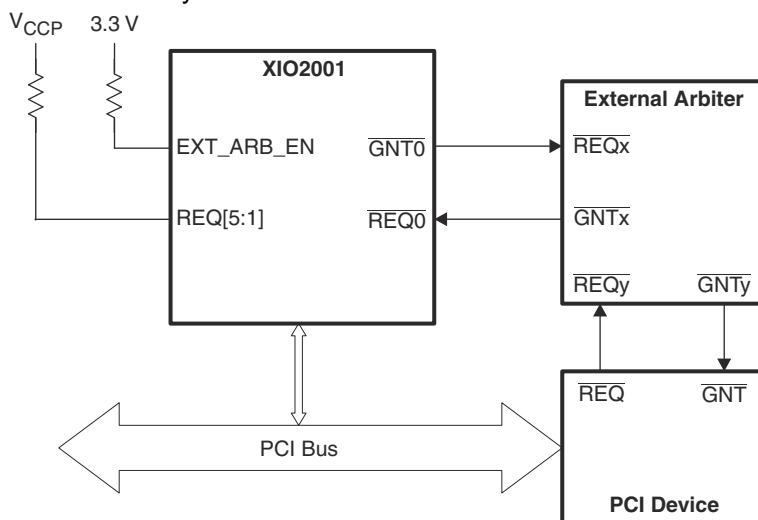 V_CCP
3.3 V
XIO2001
EXT_ARB_EN
GNT0
REQ[5:1]
REQ0
External Arbiter
REQx
GNTx
REQy
GNTy
REQ
GNT
PCI Bus
PCI Device